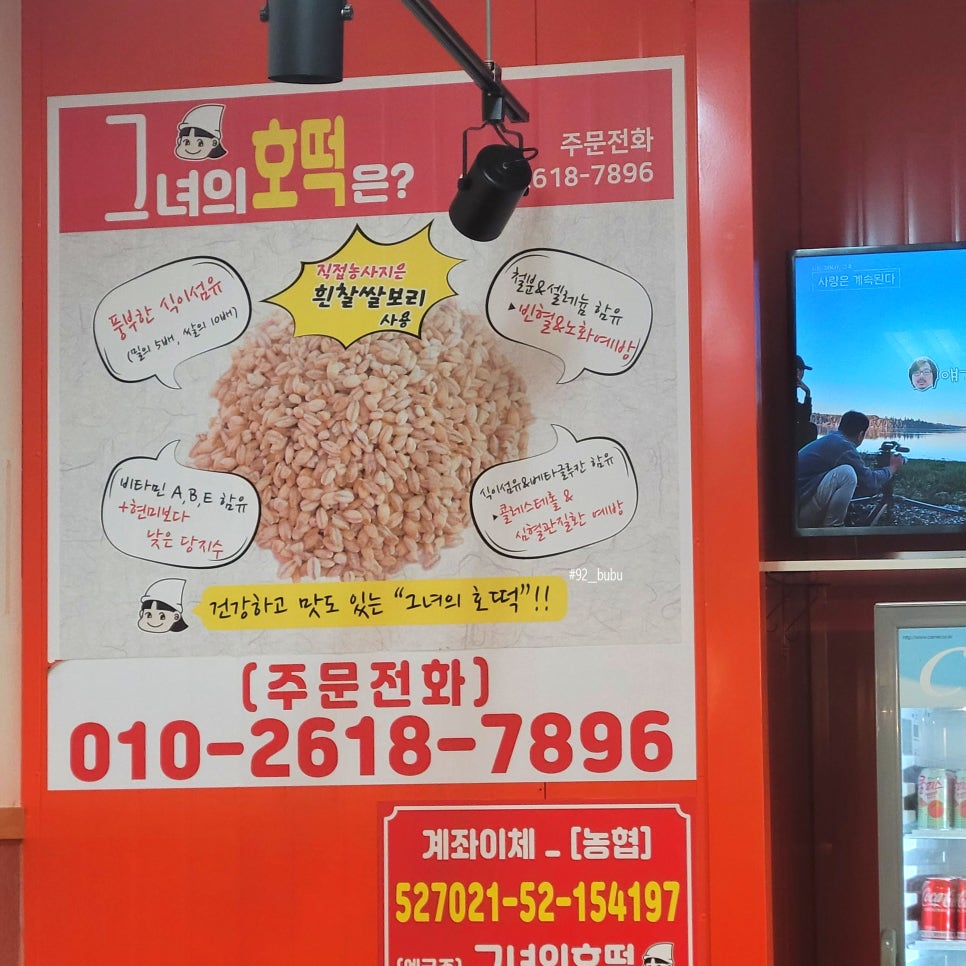 그녀의 호떡은?
주문전화
618-7896
직접농사지은
흰찰쌀보리
사용
풍부한 식이섬유
(밀의 5배, 쌀의 10배)
철분&셀레늄 함유
▸빈혈&노화예방
비타민 A,B,E 함유
+현미보다
낮은 당지수
식이섬유&베타글루칸 함유
▸콜레스테롤 &
심혈관질환 예방
#92_bubu
건강하고 맛도 있는 “그녀의 호떡”!!
(주문전화)
010-2618-7896
계좌이체 - [농협]
527021-52-154197
그녀의호떡
사랑은 계속된다
얘
http://www.carrier.co.kr
C
Coca